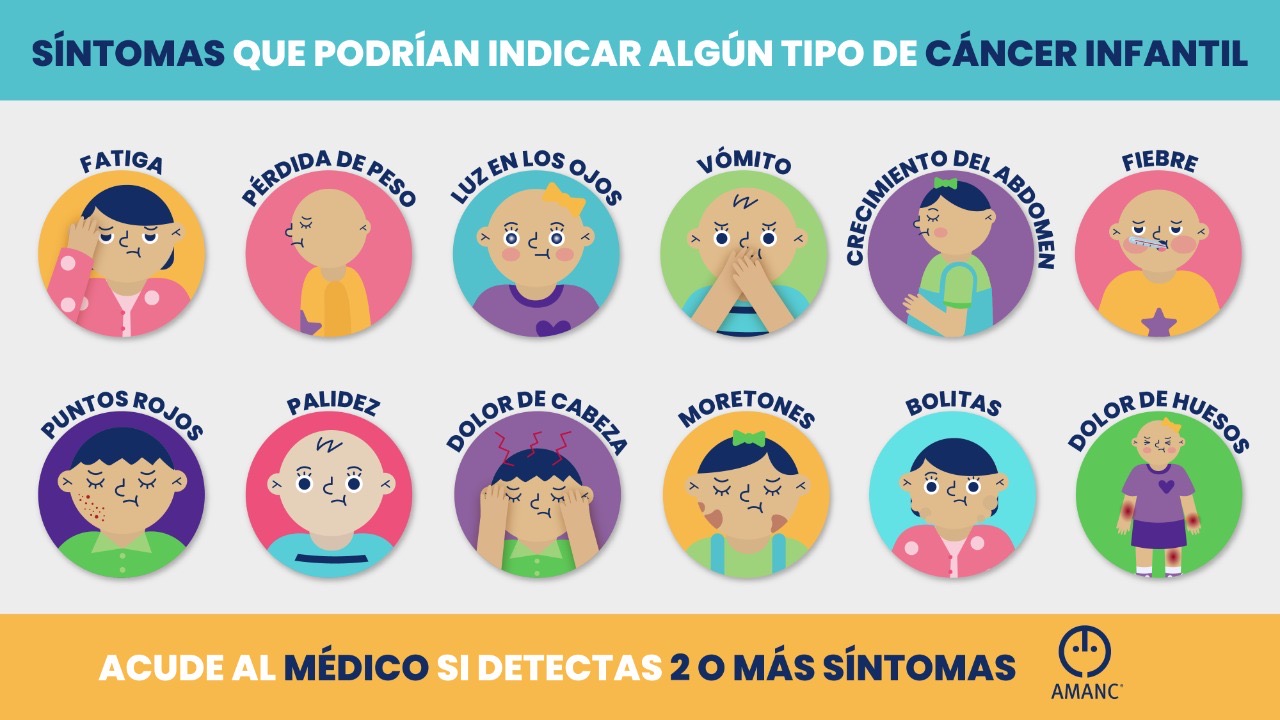 SÍNTOMAS QUE PODRÍAN INDICAR ALGÚN TIPO DE CÁNCER INFANTIL
FATIGA
PÉRDIDA DE PESO
LUZ EN LOS OJOS
VÓMITO
CRECIMIENTO DEL ABDOMEN
FIEBRE
PUNTOS ROJOS
PALIDEZ
DOLOR DE CABEZA
MORETONES
BOLITAS
DOLOR DE HUESOS
ACUDE AL MÉDICO SI DETECTAS 2 O MÁS SÍNTOMAS
AMANC